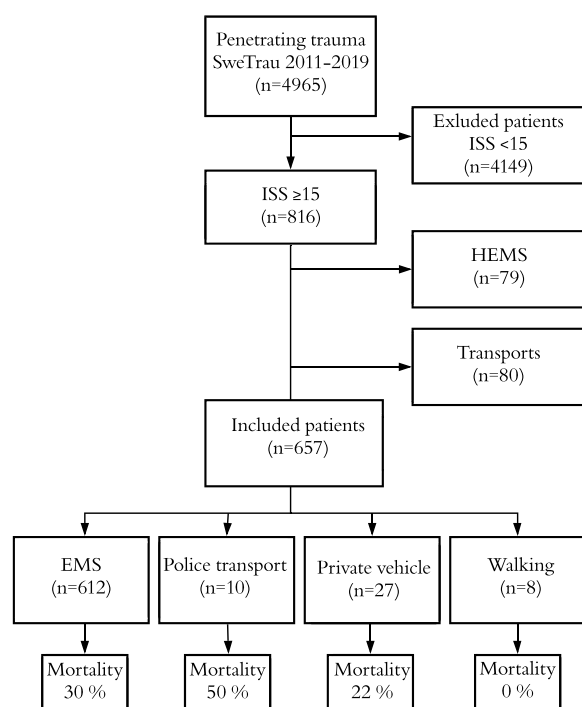 Penetrating trauma
SweTrau 2011-2019
(n=4965)
Exluded patients
ISS <15
(n=4149)
ISS ≥15
(n=816)
HEMS
(n=79)
Transports
(n=80)
Included patients
(n=657)
EMS
(n=612)
Police transport
(n=10)
Private vehicle
(n=27)
Walking
(n=8)
Mortality
30 %
Mortality
50 %
Mortality
22 %
Mortality
0 %